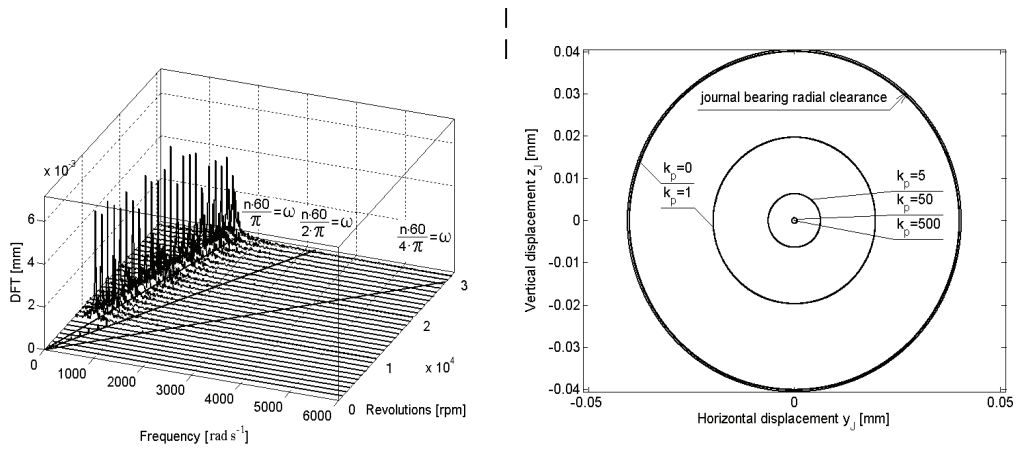 x 10⁻³
6
4
2
0
DFT [mm]
n·60/π = ω
n·60/2·π = ω
n·60/4·π = ω
0
1000
2000
3000
4000
5000
6000
Frequency [rad s⁻¹]
0
1
2
3
x 10⁴
Revolutions [rpm]
0.04
0.03
0.02
0.01
0
-0.01
-0.02
-0.03
-0.04
Vertical displacement z_J [mm]
journal bearing radial clearance
k_p=0
k_p=1
k_p=5
k_p=50
k_p=500
-0.05
0
0.05
Horizontal displacement y_J [mm]